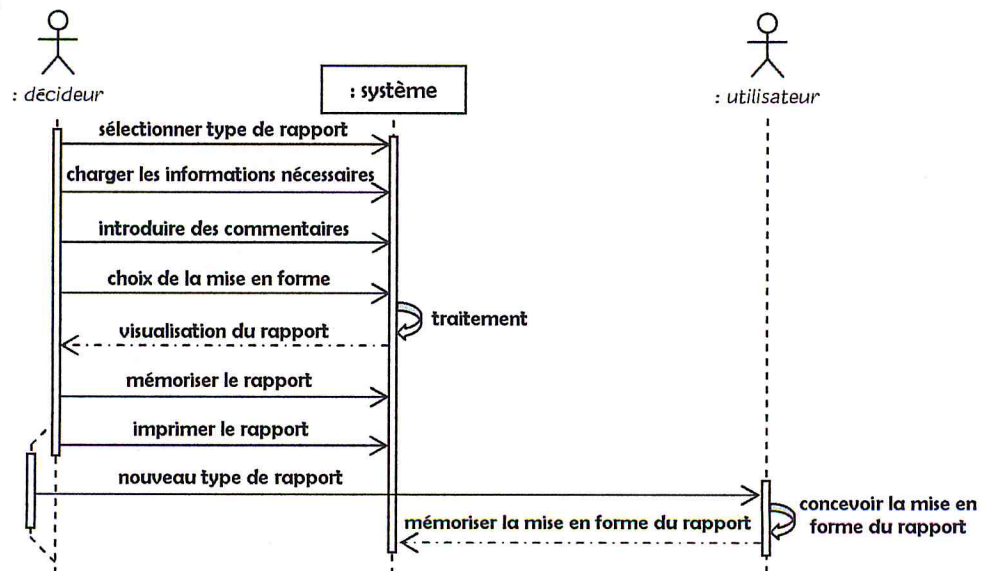 : décideur
: système
: utilisateur
sélectionner type de rapport
charger les informations nécessaires
introduire des commentaires
choix de la mise en forme
traitement
visualisation du rapport
mémoriser le rapport
imprimer le rapport
nouveau type de rapport
concevoir la mise en
forme du rapport
mémoriser la mise en forme du rapport